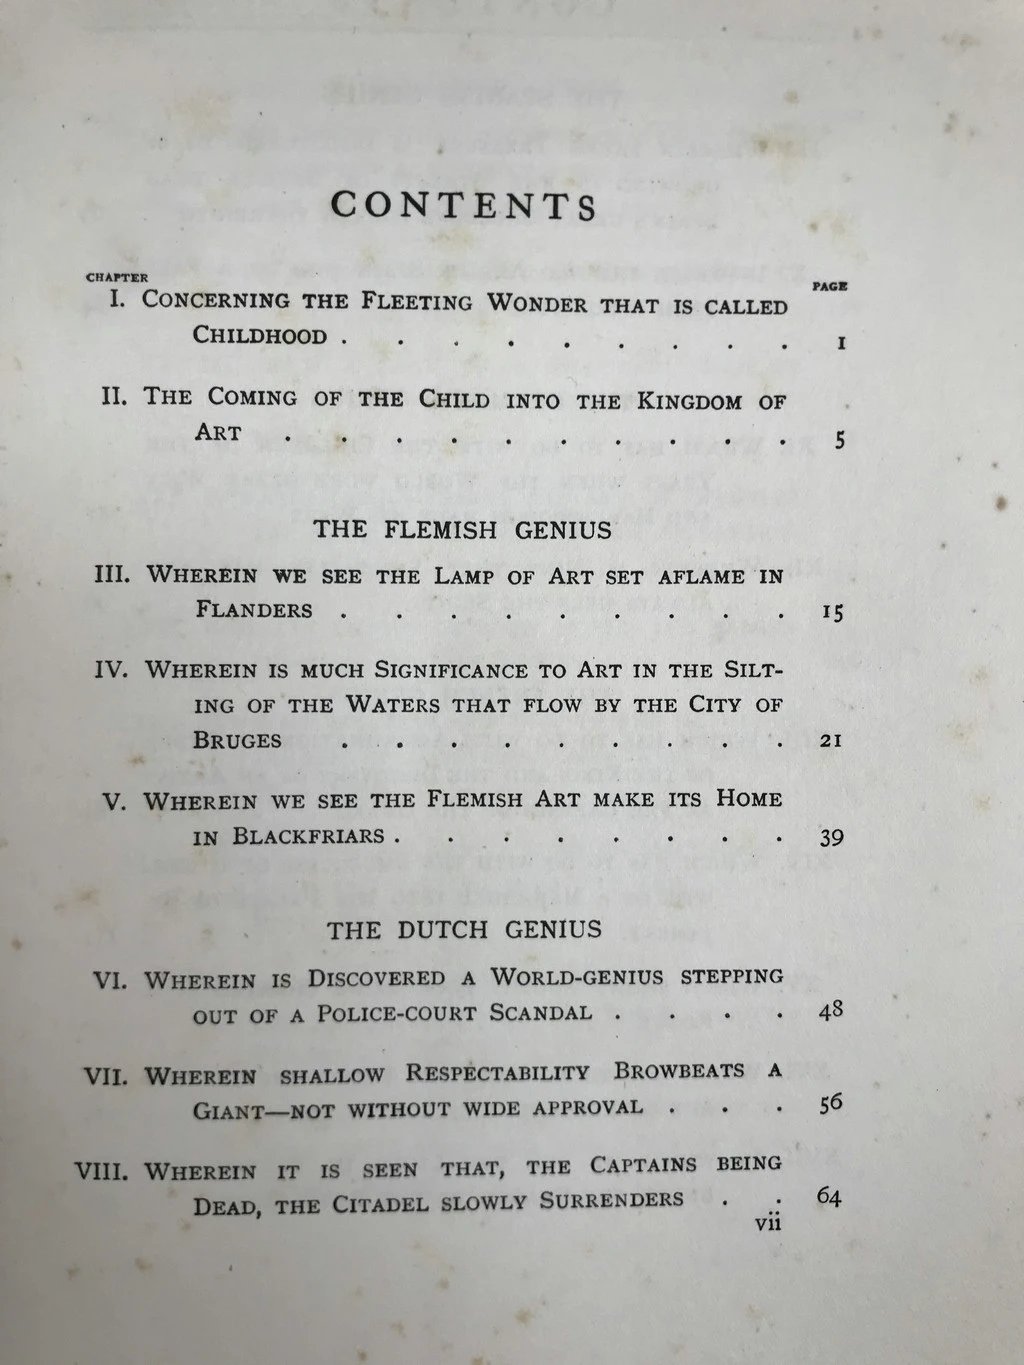 CONTENTS
CHAPTER
PAGE
I. CONCERNING THE FLEETING WONDER THAT IS CALLED
CHILDHOOD . . . . . . . . . 1
II. THE COMING OF THE CHILD INTO THE KINGDOM OF
ART . . . . . . . . . . 5
THE FLEMISH GENIUS
III. WHEREIN WE SEE THE LAMP OF ART SET AFLAME IN
FLANDERS . . . . . . . . . 15
IV. WHEREIN IS MUCH SIGNIFICANCE TO ART IN THE SILT-
ING OF THE WATERS THAT FLOW BY THE CITY OF
BRUGES . . . . . . . . . 21
V. WHEREIN WE SEE THE FLEMISH ART MAKE ITS HOME
IN BLACKFRIARS . . . . . . . . 39
THE DUTCH GENIUS
VI. WHEREIN IS DISCOVERED A WORLD-GENIUS STEPPING
OUT OF A POLICE-COURT SCANDAL . . . . 48
VII. WHEREIN SHALLOW RESPECTABILITY BROWBEATS A
GIANT—NOT WITHOUT WIDE APPROVAL . . . 56
VIII. WHEREIN IT IS SEEN THAT, THE CAPTAINS BEING
DEAD, THE CITADEL SLOWLY SURRENDERS . . 64
vii